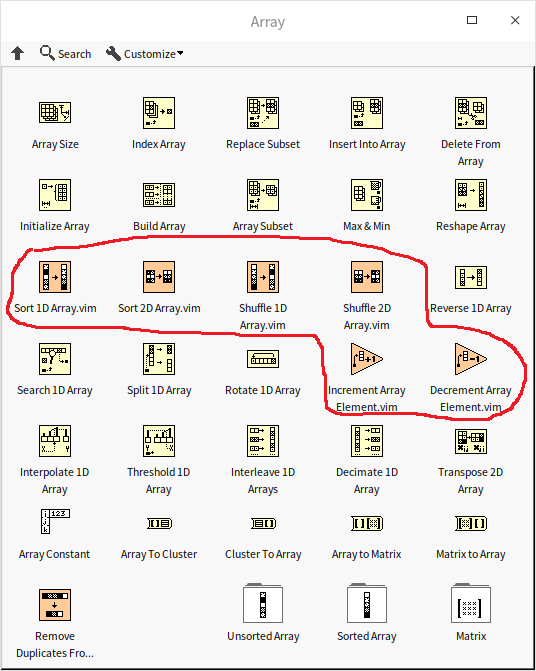 Array
Search
Customize
Array Size
Index Array
Replace Subset
Insert Into Array
Delete From
Array
Initialize Array
Build Array
Array Subset
Max & Min
Reshape Array
Sort 1D Array.vim
Sort 2D Array.vim
Shuffle 1D
Array.vim
Shuffle 2D
Array.vim
Reverse 1D Array
Search 1D Array
Split 1D Array
Rotate 1D Array
+1
Increment Array
Element.vim
-1
Decrement Array
Element.vim
Interpolate 1D
Array
Threshold 1D
Array
Interleave 1D
Arrays
Decimate 1D
Array
Transpose 2D
Array
i 123
j
k
Array Constant
Array To Cluster
Cluster To Array
Array to Matrix
Matrix to Array
Remove
Duplicates Fro...
Unsorted Array
Sorted Array
Matrix